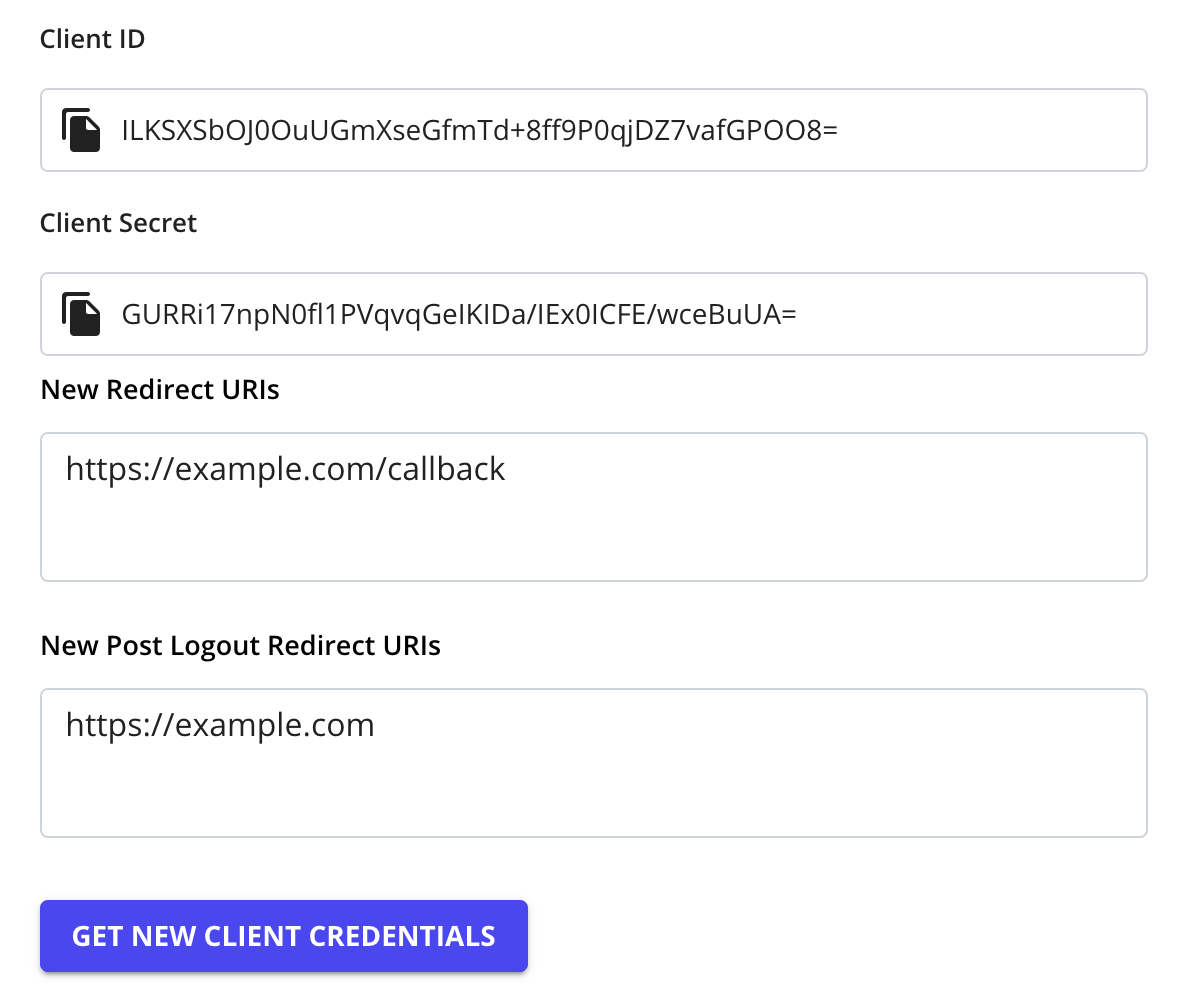 Client ID
ILKSXSbOJ0OuUGmXseGfmTd+8ff9P0qjDZ7vafGPOO8=
Client Secret
GURRi17npN0fl1PVqvqGeIKIDa/IEx0ICFE/wceBuUA=
New Redirect URIs
https://example.com/callback
New Post Logout Redirect URIs
https://example.com
GET NEW CLIENT CREDENTIALS